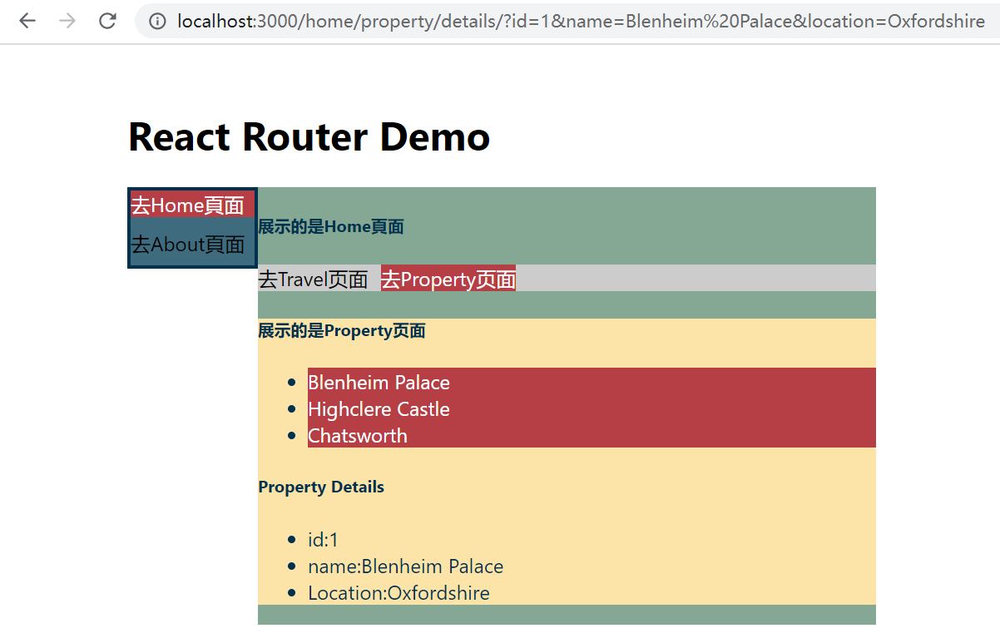 localhost:3000/home/property/details/?id=1&name=Blenheim%20Palace&location=Oxfordshire
React Router Demo
去Home頁面
去About頁面
展示的是Home頁面
去Travel页面 去Property页面
展示的是Property页面
Blenheim Palace
Highclere Castle
Chatsworth
Property Details
id:1
name:Blenheim Palace
Location:Oxfordshire